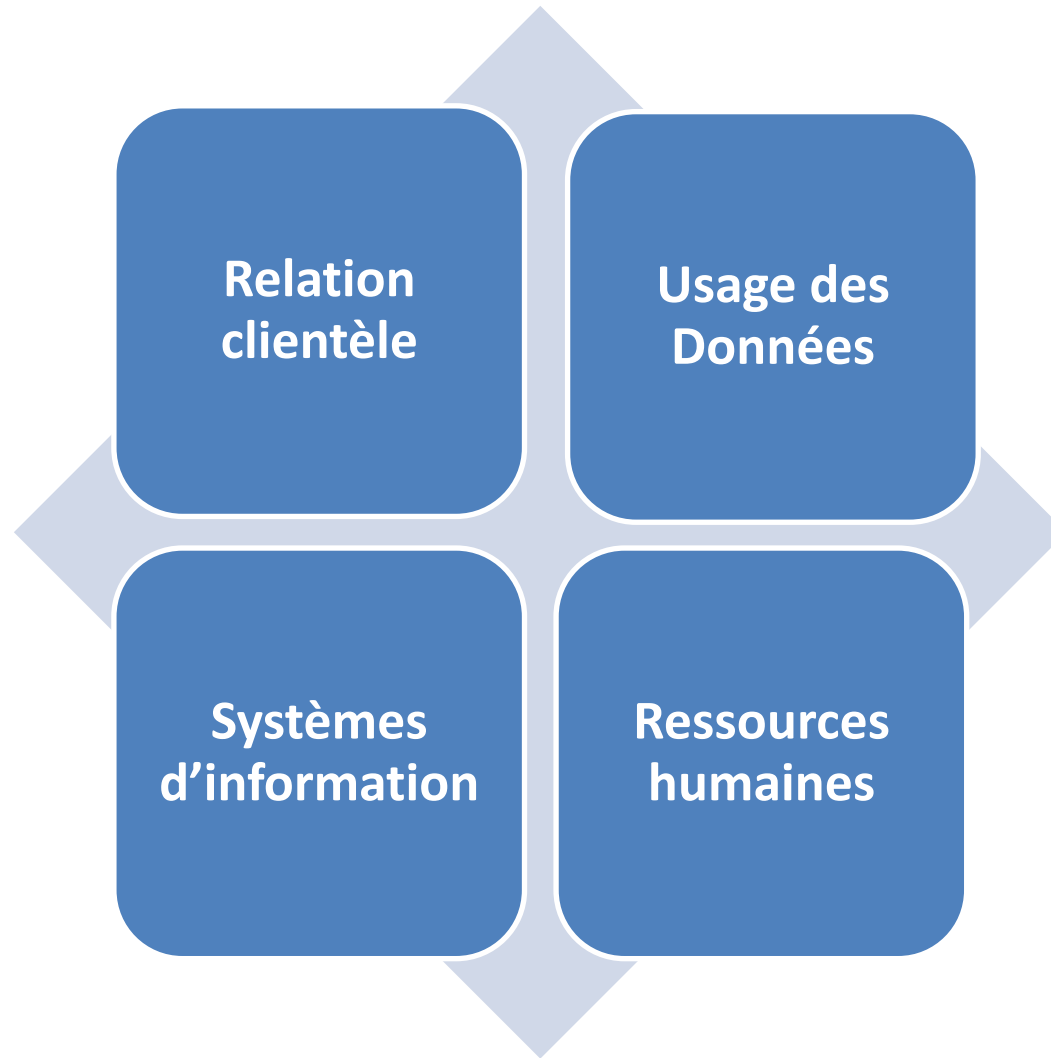 Relation
clientèle
Usage des
Données
Systèmes
d’information
Ressources
humaines